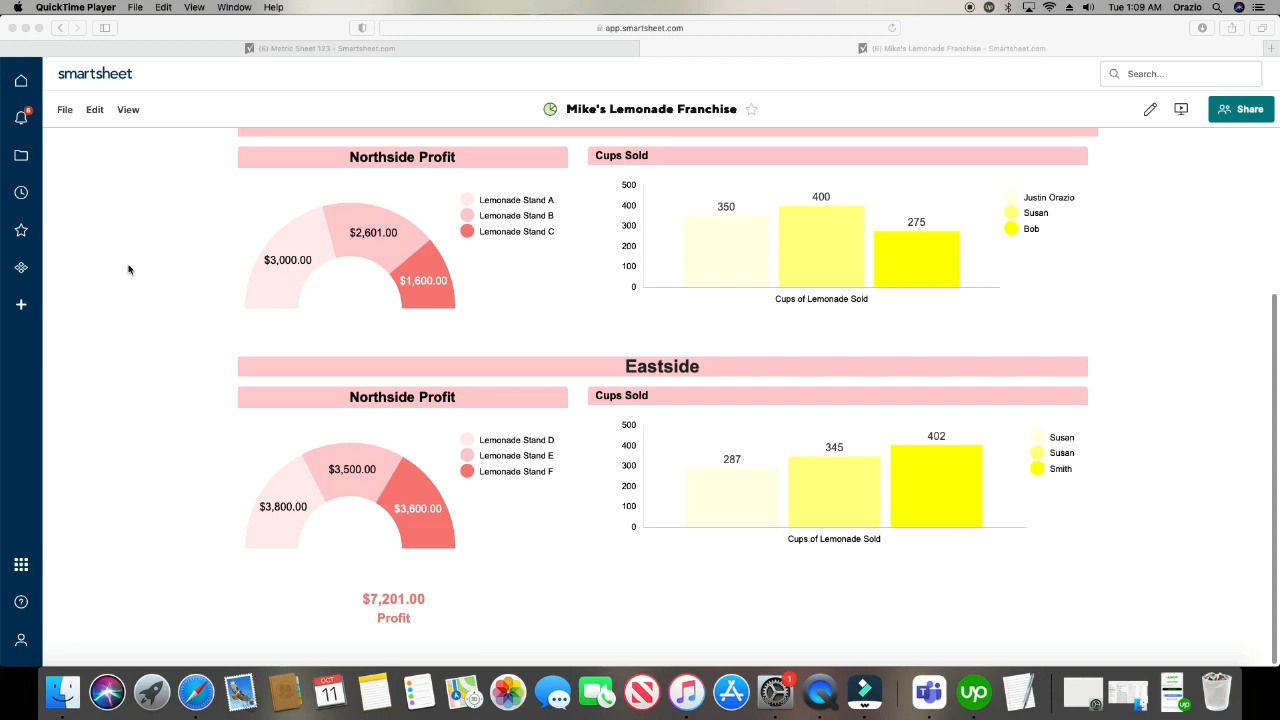 QuickTime Player File Edit View Window Help
Tue 1:09 AM Orazio
app.smartsheet.com
(6) Metric Sheet 123 - Smartsheet.com
(6) Mike's Lemonade Franchise - Smartsheet.com
smartsheet
Search...
6
File Edit View
Mike's Lemonade Franchise
Share
Northside Profit
$3,000.00
$2,601.00
$1,600.00
Lemonade Stand A
Lemonade Stand B
Lemonade Stand C
Cups Sold
500
400
300
200
100
0
350
400
275
Cups of Lemonade Sold
Justin Orazio
Susan
Bob
Eastside
Northside Profit
$3,800.00
$3,500.00
$3,600.00
Lemonade Stand D
Lemonade Stand E
Lemonade Stand F
Cups Sold
500
400
300
200
100
0
287
345
402
Cups of Lemonade Sold
Susan
Susan
Smith
$7,201.00
Profit
OCT
11
1
up